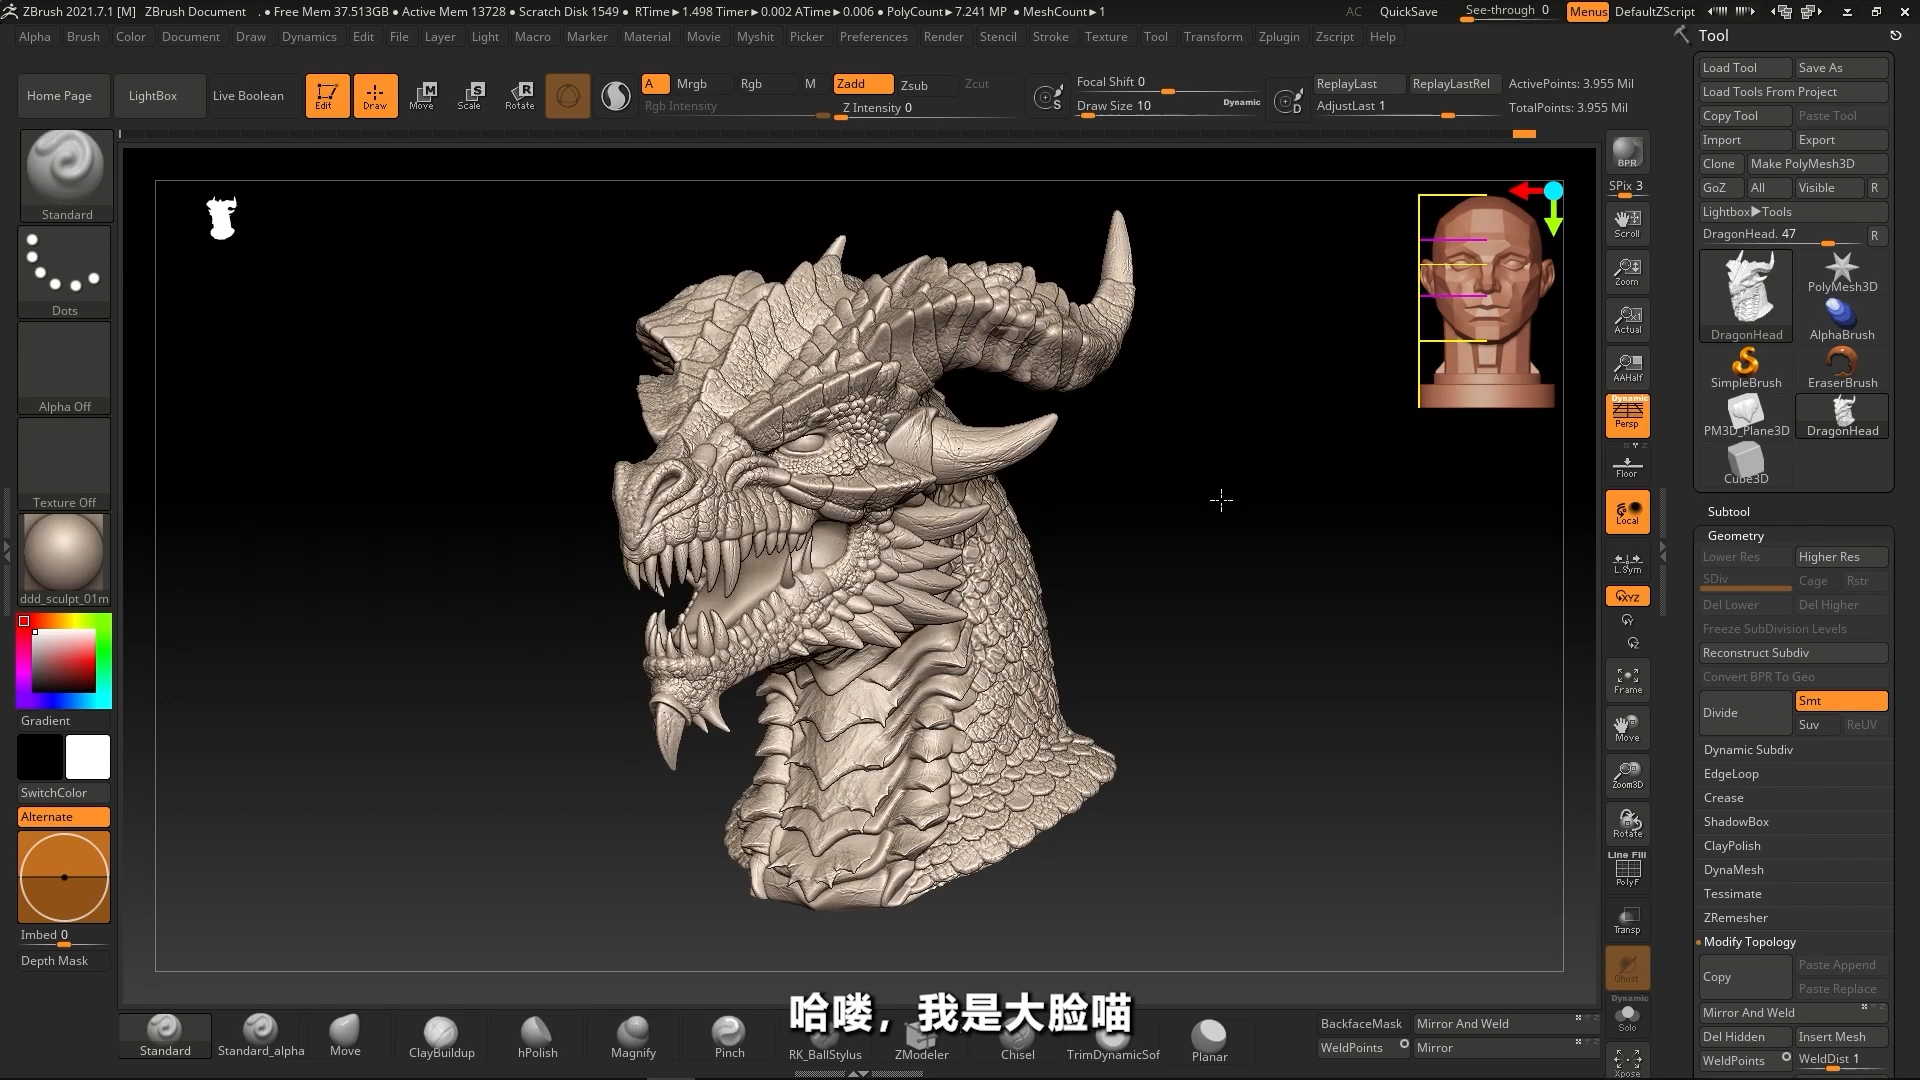 ZBrush 2021.7.1 [M] ZBrush Document . • Free Mem 37.513GB • Active Mem 13728 • Scratch Disk 1549 • RTime►1.498 Timer►0.002 ATime►0.006 • PolyCount►7.241 MP • MeshCount►1 AC QuickSave See-through 0 Menus DefaultZScript
Alpha Brush Color Document Draw Dynamics Edit File Layer Light Macro Marker Material Movie Myshit Picker Preferences Render Stencil Stroke Texture Tool Transform Zplugin Zscript Help
Home Page LightBox Live Boolean Edit Draw Move Scale Rotate
A Mrgb Rgb M Zadd Zsub Zcut
Rgb Intensity Z Intensity 0
Focal Shift 0
Draw Size 10 Dynamic
ReplayLast ReplayLastRel ActivePoints: 3.955 Mil
AdjustLast 1 TotalPoints: 3.955 Mil
Standard
Dots
Alpha Off
Texture Off
ddd_sculpt_01m
Gradient
SwitchColor
Alternate
Imbed 0
Depth Mask
BPR
SPix 3
Scroll
Zoom
Actual
AAHalf
Dynamic
Persp
Floor
Local
L.Sym
XYZ
Frame
Move
Zoom3D
Rotate
Line Fill
PolyF
Transp
Ghost
Dynamic
Solo
Xpose
Tool
Load Tool Save As
Load Tools From Project
Copy Tool Paste Tool
Import Export
Clone Make PolyMesh3D
GoZ All Visible R
Lightbox►Tools
DragonHead. 47 R
DragonHead PolyMesh3D
AlphaBrush
SimpleBrush EraserBrush
PM3D_Plane3D DragonHead
Cube3D
Subtool
Geometry
Lower Res Higher Res
SDiv Cage Rstr
Del Lower Del Higher
Freeze SubDivision Levels
Reconstruct Subdiv
Convert BPR To Geo
Divide Smt
Suv ReUV
Dynamic Subdiv
EdgeLoop
Crease
ShadowBox
ClayPolish
DynaMesh
Tessimate
ZRemesher
Modify Topology
Copy Paste Append
Paste Replace
Mirror And Weld
Del Hidden Insert Mesh
WeldPoints WeldDist 1
哈喽，我是大脸喵
Standard Standard_alpha Move ClayBuildup hPolish Magnify Pinch RK_BallStylus ZModeler Chisel TrimDynamicSof Planar
BackfaceMask Mirror And Weld
WeldPoints Mirror